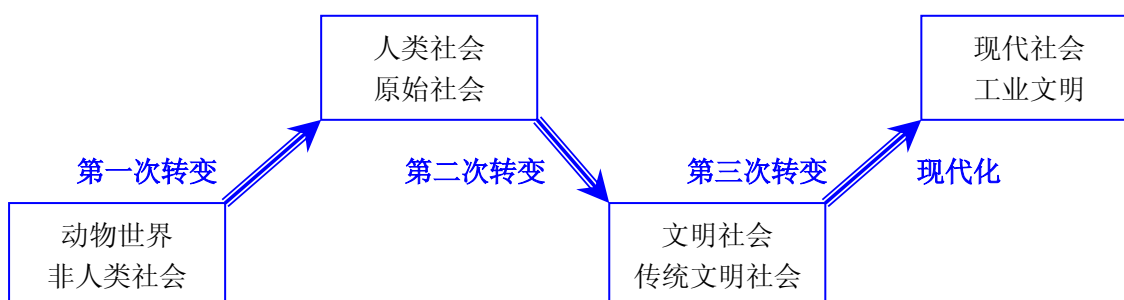 人类社会
原始社会
现代社会
工业文明
第一次转变
第二次转变
第三次转变
现代化
动物世界
非人类社会
文明社会
传统文明社会